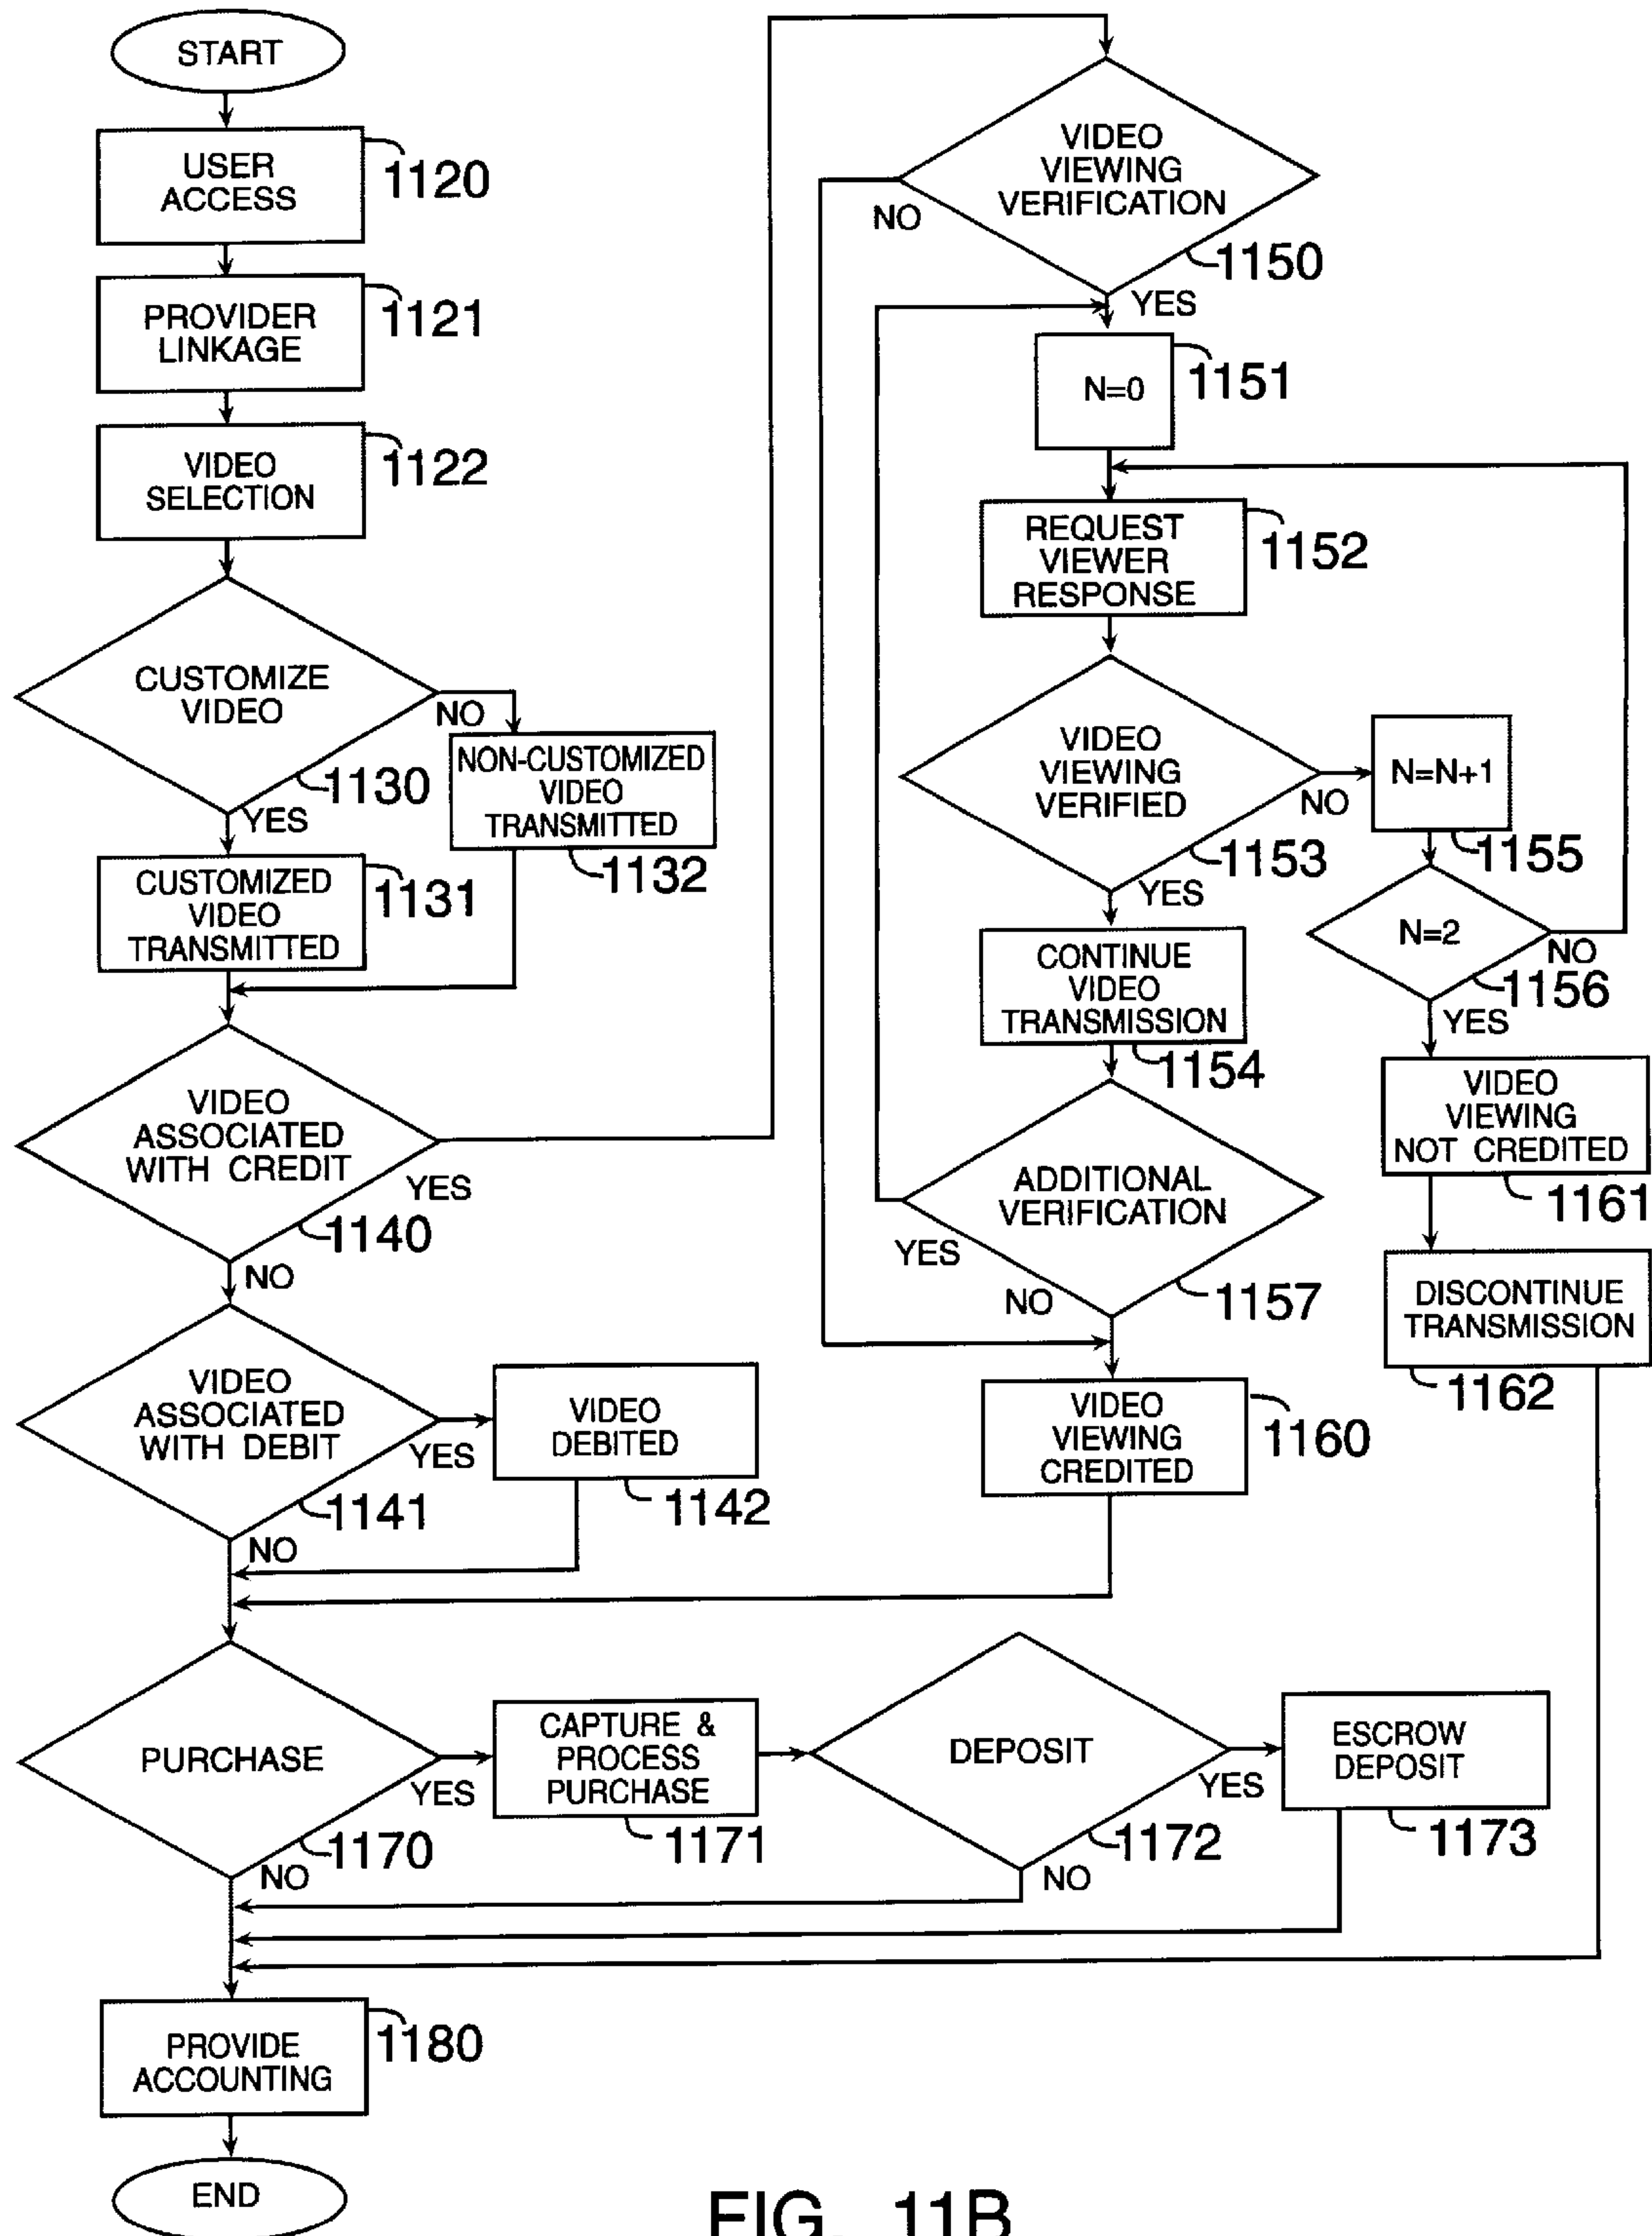 START
USER
ACCESS
1120
PROVIDER
LINKAGE
1121
VIDEO
SELECTION
1122
CUSTOMIZE
VIDEO
NO
1130
YES
NON-CUSTOMIZED
VIDEO
TRANSMITTED
1132
CUSTOMIZED
VIDEO
TRANSMITTED
1131
VIDEO
ASSOCIATED
WITH CREDIT
YES
1140
NO
VIDEO
ASSOCIATED
WITH DEBIT
YES
1141
NO
VIDEO
DEBITED
1142
VIDEO
VIEWING
VERIFICATION
NO
1150
YES
N=0
1151
REQUEST
VIEWER
RESPONSE
1152
VIDEO
VIEWING
VERIFIED
NO
1153
YES
N=N+1
1155
N=2
NO
1156
YES
CONTINUE
VIDEO
TRANSMISSION
1154
VIDEO
VIEWING
NOT CREDITED
1161
ADDITIONAL
VERIFICATION
YES
NO
1157
DISCONTINUE
TRANSMISSION
1162
VIDEO
VIEWING
CREDITED
1160
PURCHASE
YES
1170
NO
CAPTURE &
PROCESS
PURCHASE
1171
DEPOSIT
YES
1172
NO
ESCROW
DEPOSIT
1173
PROVIDE
ACCOUNTING
1180
END
FIG. 11B